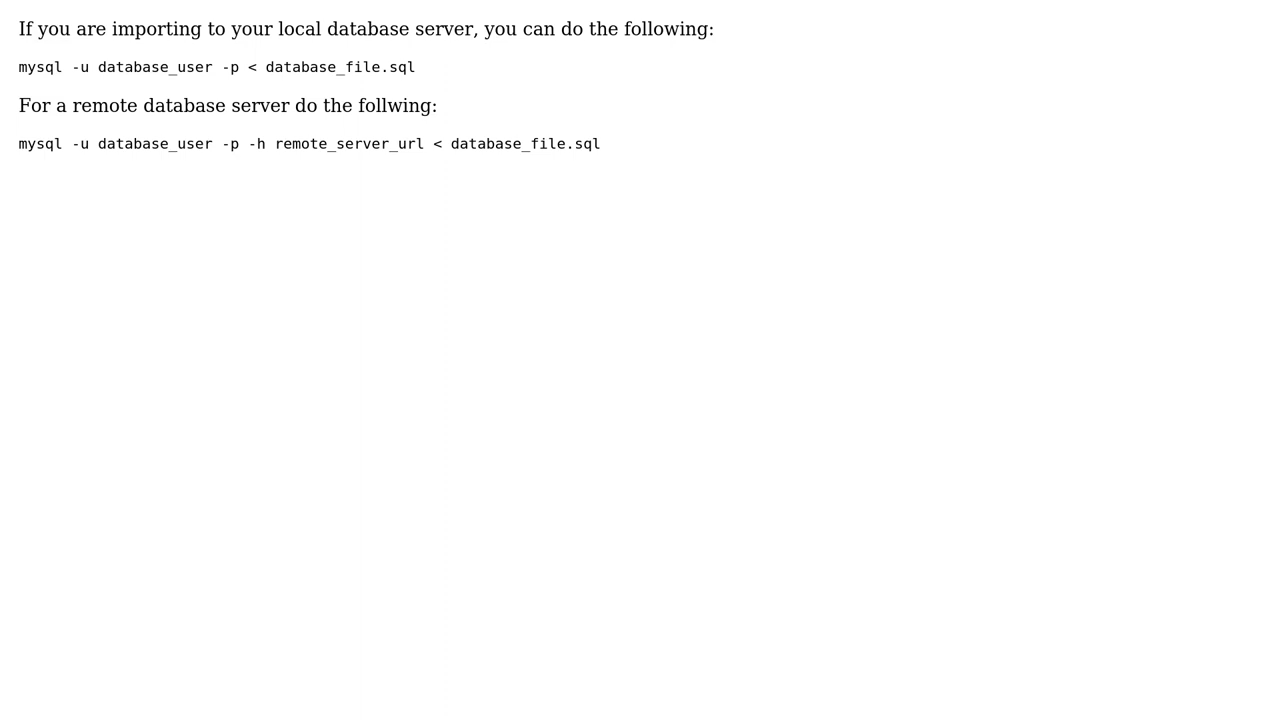 If you are importing to your local database server, you can do the following:
mysql -u database_user -p < database_file.sql
For a remote database server do the follwing:
mysql -u database_user -p -h remote_server_url < database_file.sql